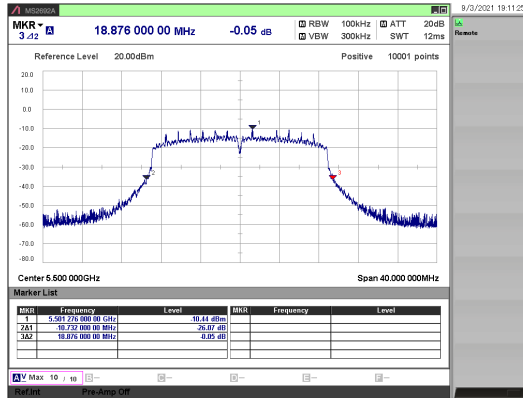 MS2692A
9/3/2021 19:11:25
MKR
3 Δ2 A
18.876 000 00 MHz
-0.05 dB
RBW 100kHz
VBW 300kHz
ATT 20dB
SWT 12ms
Remote
Reference Level 20.00dBm
Positive 10001 points
20.0
10.0
0.0
-10.0
-20.0
-30.0
-40.0
-50.0
-60.0
-70.0
-80.0
1
2
3
Center 5.500 000GHz
Span 40.000 000MHz
Marker List
MKR Frequency Level MKR Frequency Level
1 5.501 276 000 00 GHz -10.44 dBm
2Δ1 -10.732 000 00 MHz -26.07 dB
3Δ2 18.876 000 00 MHz -0.05 dB
A Max 10 / 10 B-- C-- D-- E-- F--
Ref.Int Pre-Amp Off